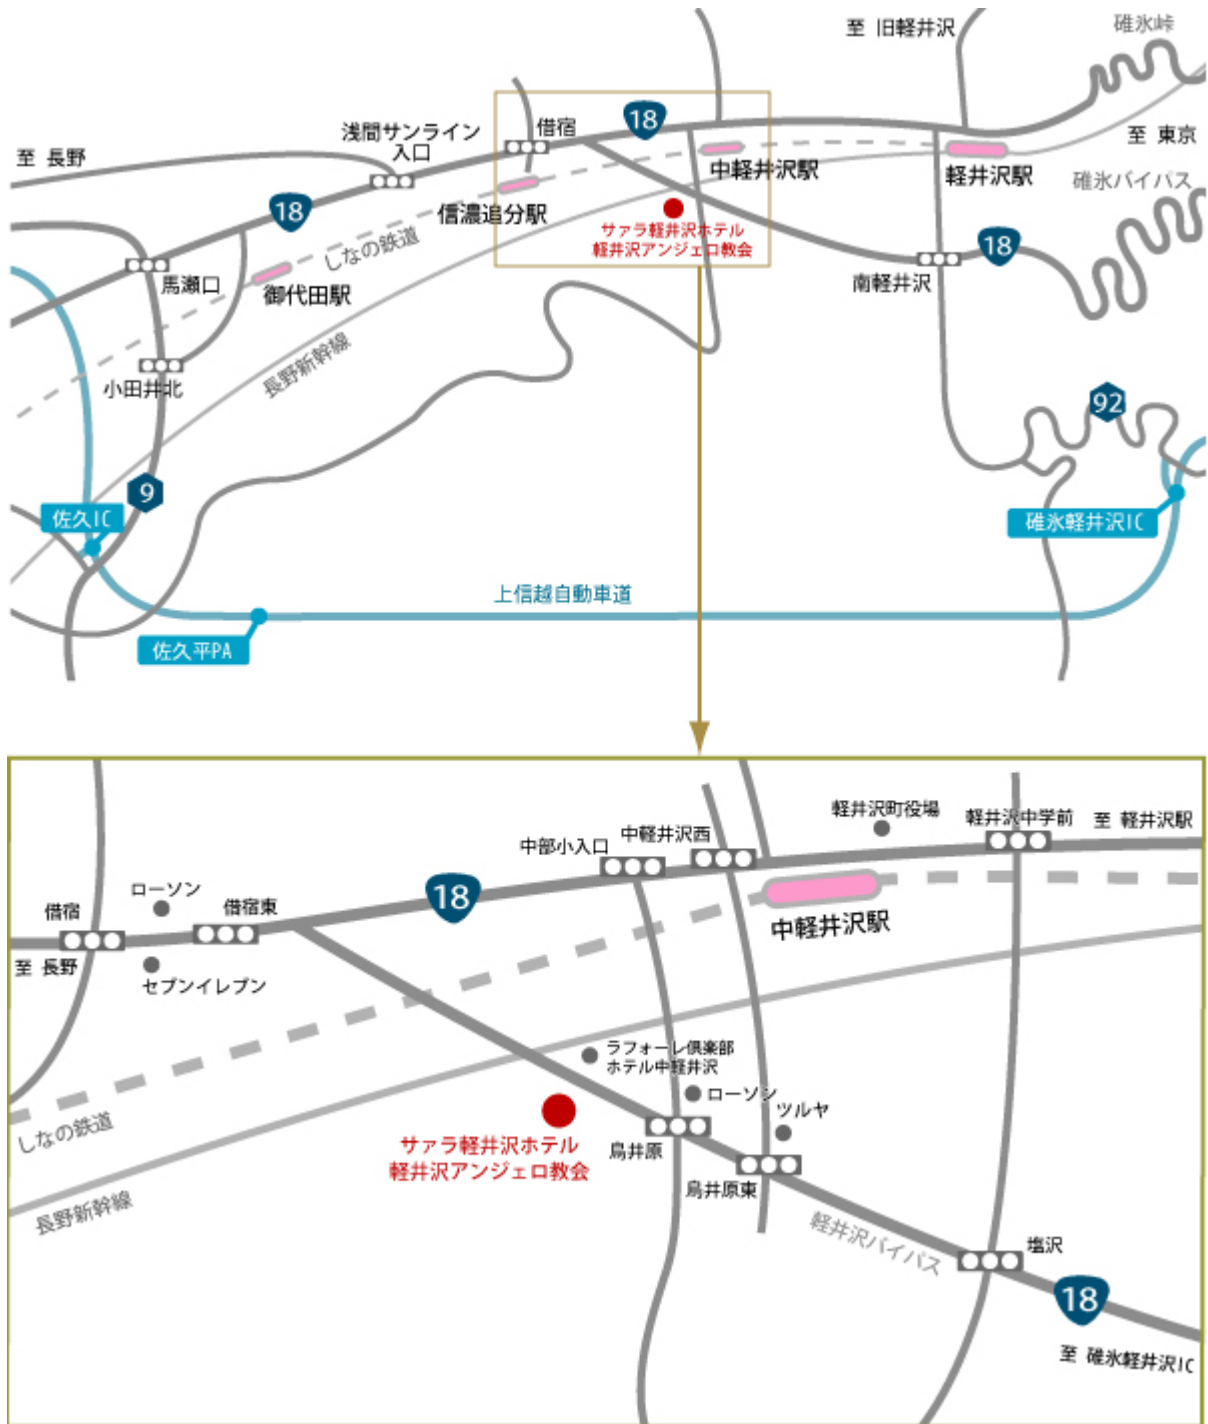 碓氷峠
至 旧軽井沢
18
浅間サンライン
入口
借宿
至 東京
至 長野
中軽井沢駅
軽井沢駅
碓氷バイパス
18
信濃追分駅
サァラ軽井沢ホテル
軽井沢アンジェロ教会
しなの鉄道
18
馬瀬口
御代田駅
南軽井沢
長野新幹線
小田井北
92
9
佐久IC
碓氷軽井沢IC
上信越自動車道
佐久平PA
軽井沢町役場
軽井沢中学前
至 軽井沢駅
中部小入口
中軽井沢西
ローソン
18
借宿
借宿東
中軽井沢駅
至 長野
セブンイレブン
ラフォーレ倶楽部
ホテル中軽井沢
ローソン
ツルヤ
しなの鉄道
サァラ軽井沢ホテル
軽井沢アンジェロ教会
鳥井原
鳥井原東
長野新幹線
軽井沢バイパス
塩沢
18
至 碓氷軽井沢IC